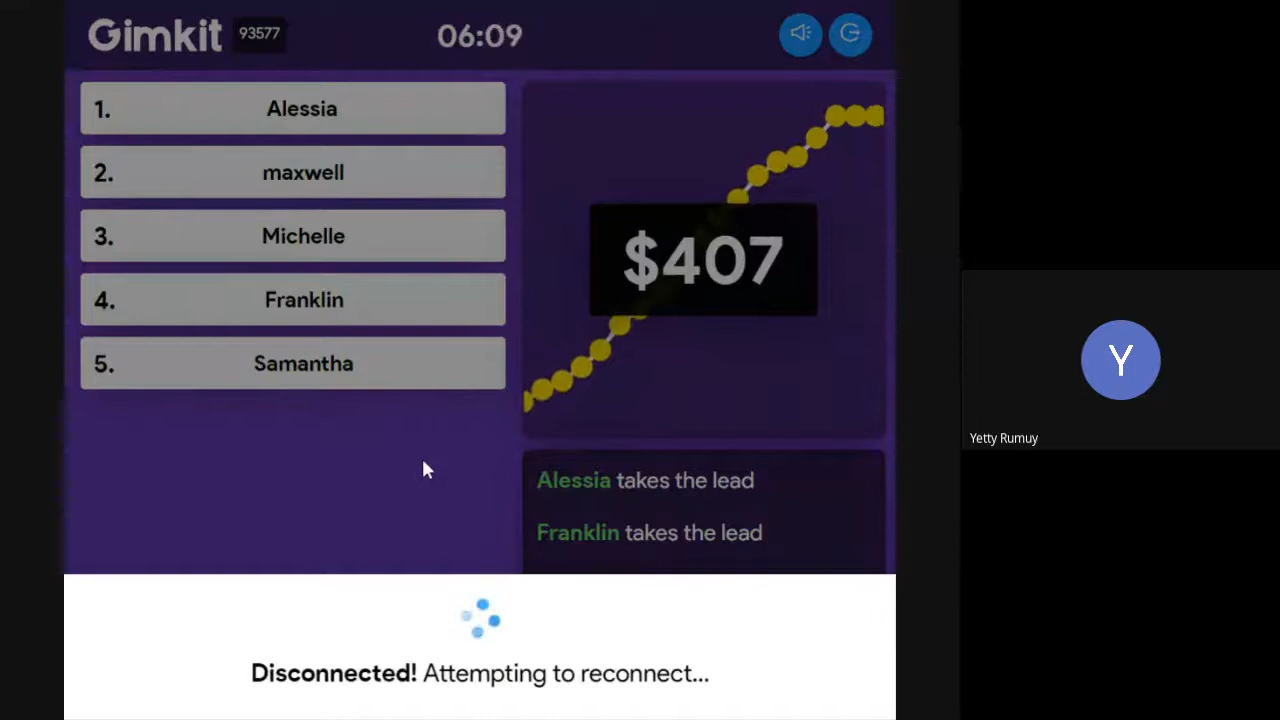 Gimkit 93577 06:09
1. Alessia
2. maxwell
3. Michelle
4. Franklin
5. Samantha
$407
Alessia takes the lead
Franklin takes the lead
Disconnected! Attempting to reconnect...
Y
Yetty Rumuy